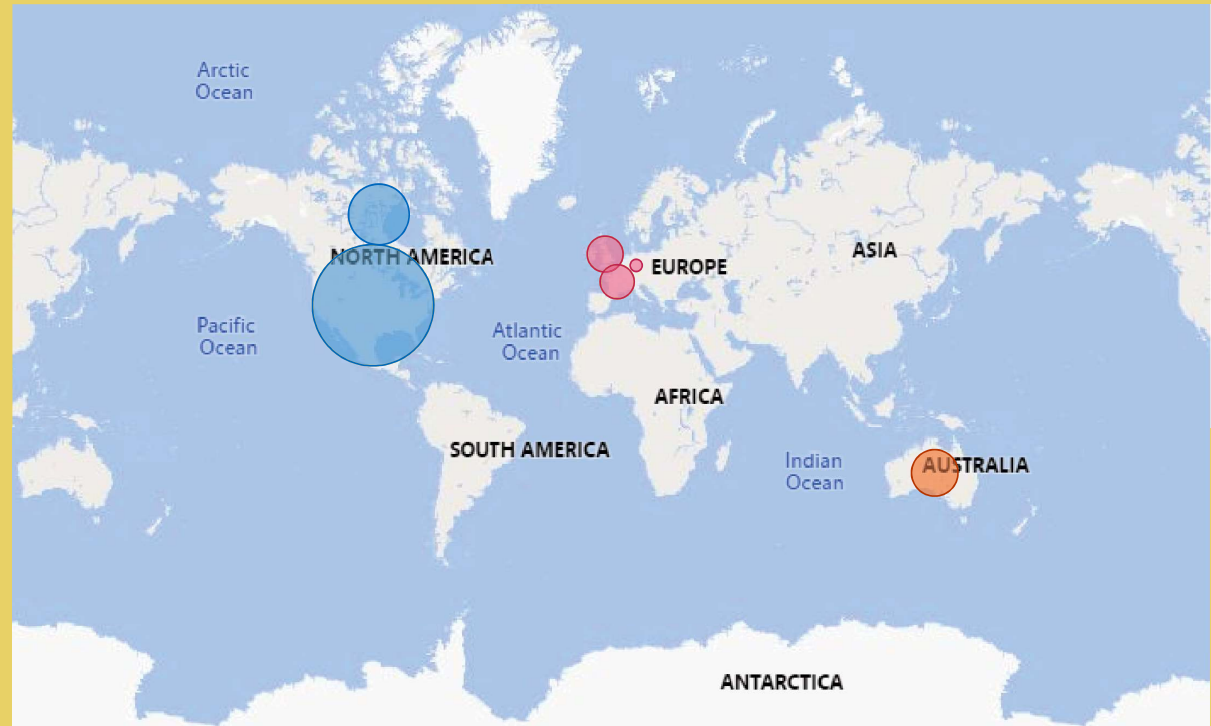 Arctic
Ocean
NORTH AMERICA
ASIA
EUROPE
Pacific
Ocean
Atlantic
Ocean
AFRICA
SOUTH AMERICA
Indian
Ocean
AUSTRALIA
ANTARCTICA